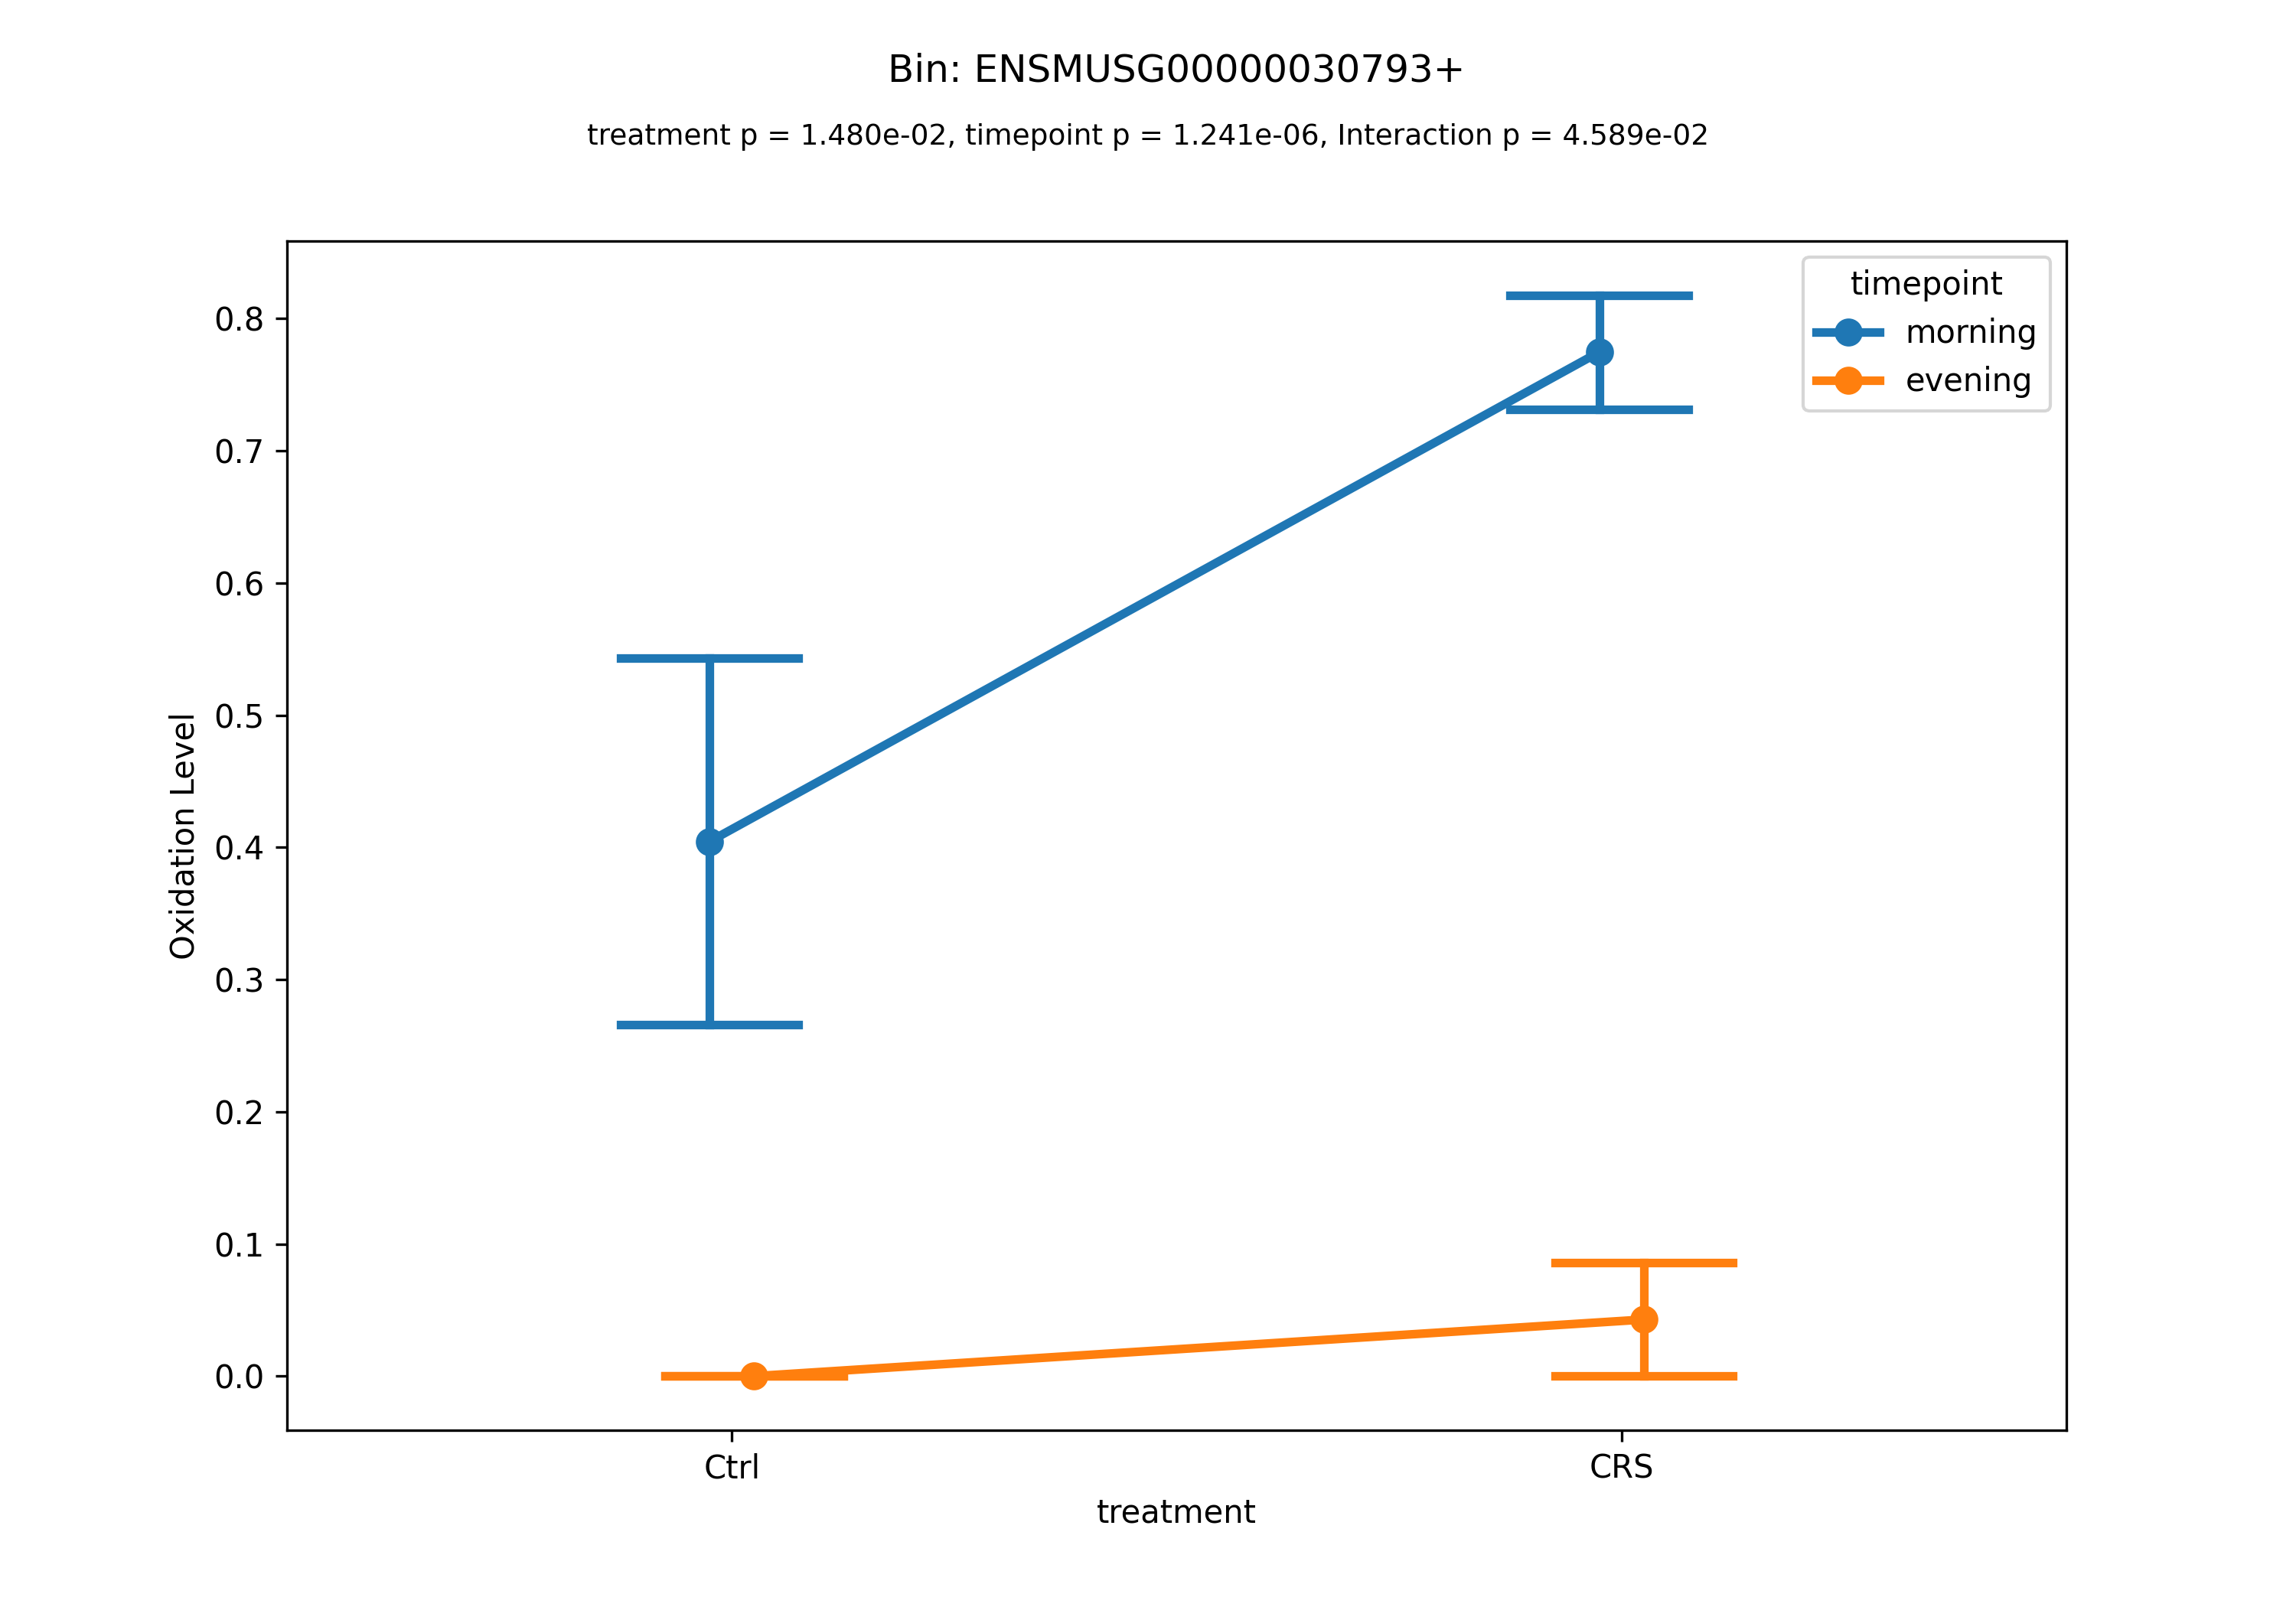 Bin: ENSMUSG00000030793+
treatment p = 1.480e-02, timepoint p = 1.241e-06, Interaction p = 4.589e-02
timepoint
morning
evening
0.8
0.7
0.6
0.5
0.4
0.3
0.2
0.1
0.0
Oxidation Level
Ctrl
CRS
treatment